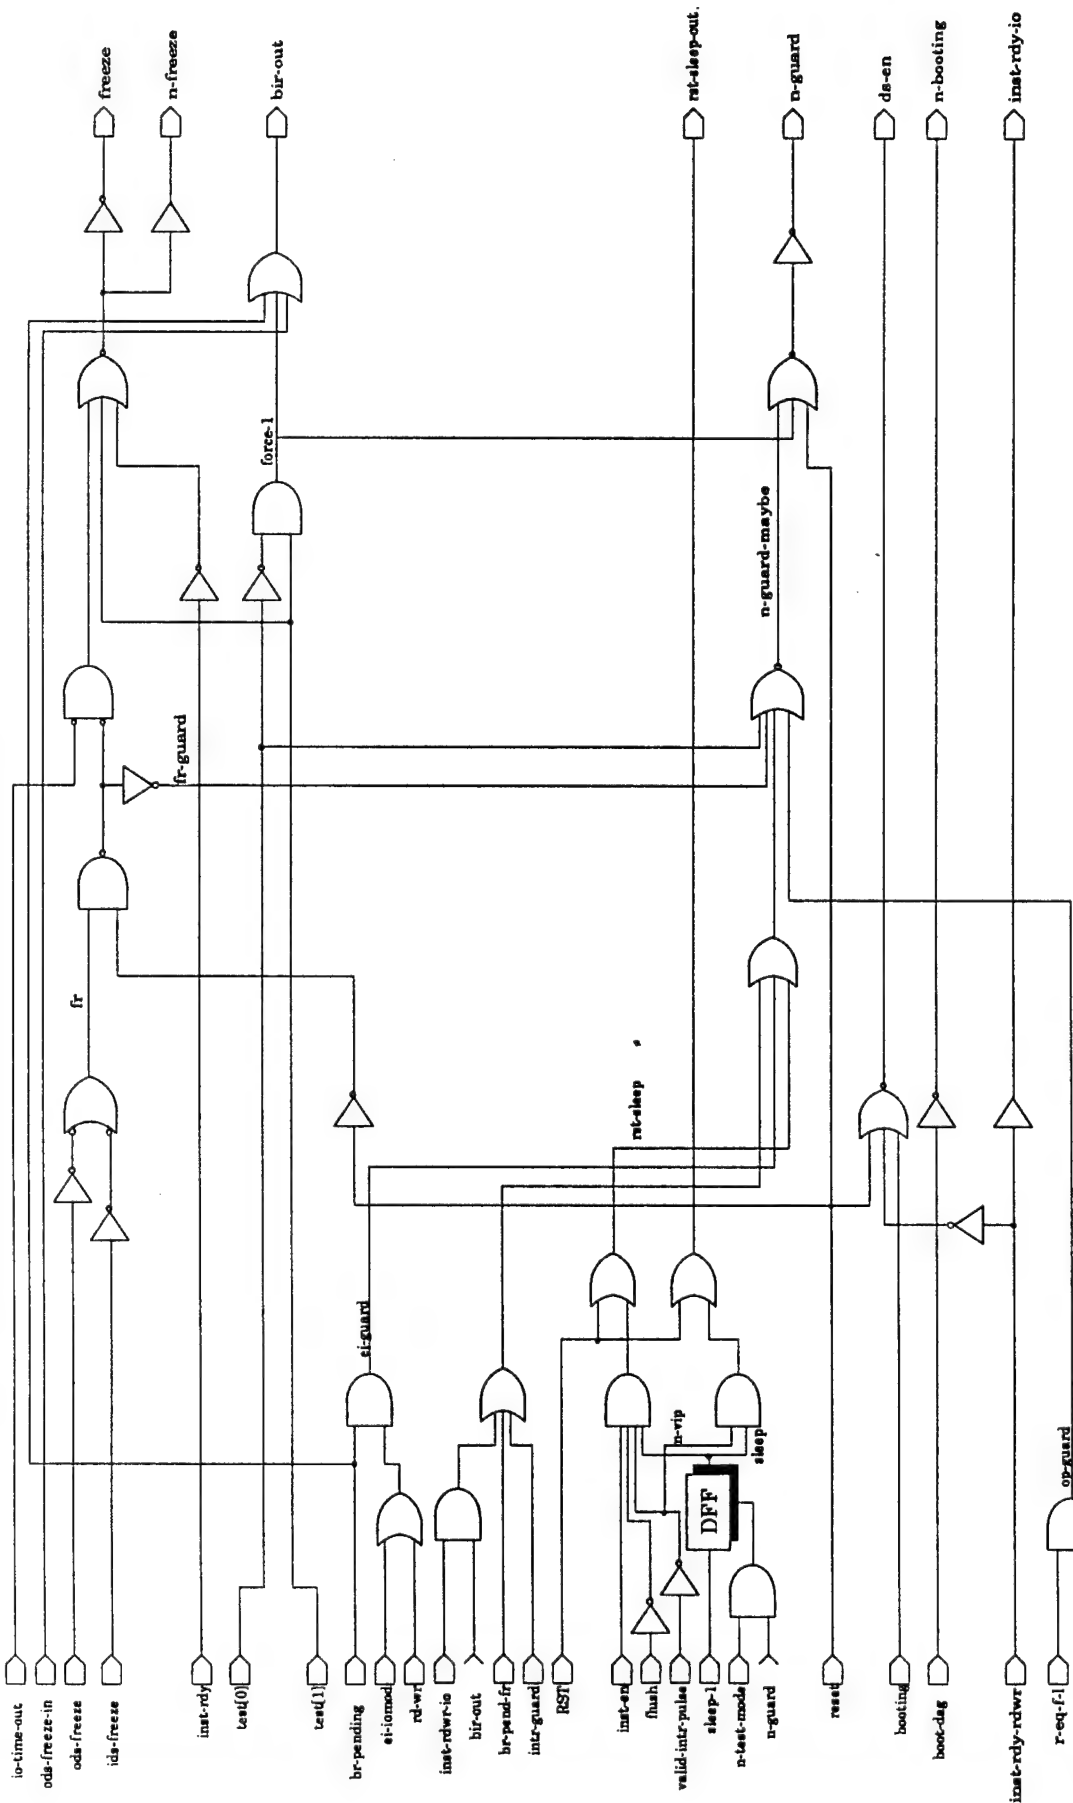 freeze
n-freeze
bir-out
rst-sleep-out.
n-guard
ds-en
n-booting
inst-rdy-io
force-1
n-guard-maybe
fr-guard
fr
rst-sleep
ei-guard
n-vip
sleep
DFF
op-guard
io-time-out
ods-freeze-in
ods-freeze
ids-freeze
inst-rdy
test[0]
test[1]
br-pending
ei-iomod
rd-wr
inst-rdwr-io
bir-out
br-pend-fr
intr-guard
RST
inst-en
flush
valid-intr-pulse
sleep-1
n-test-mode
n-guard
reset
booting
boot-dsg
inst-rdy-rdwr
r-eq-f-1